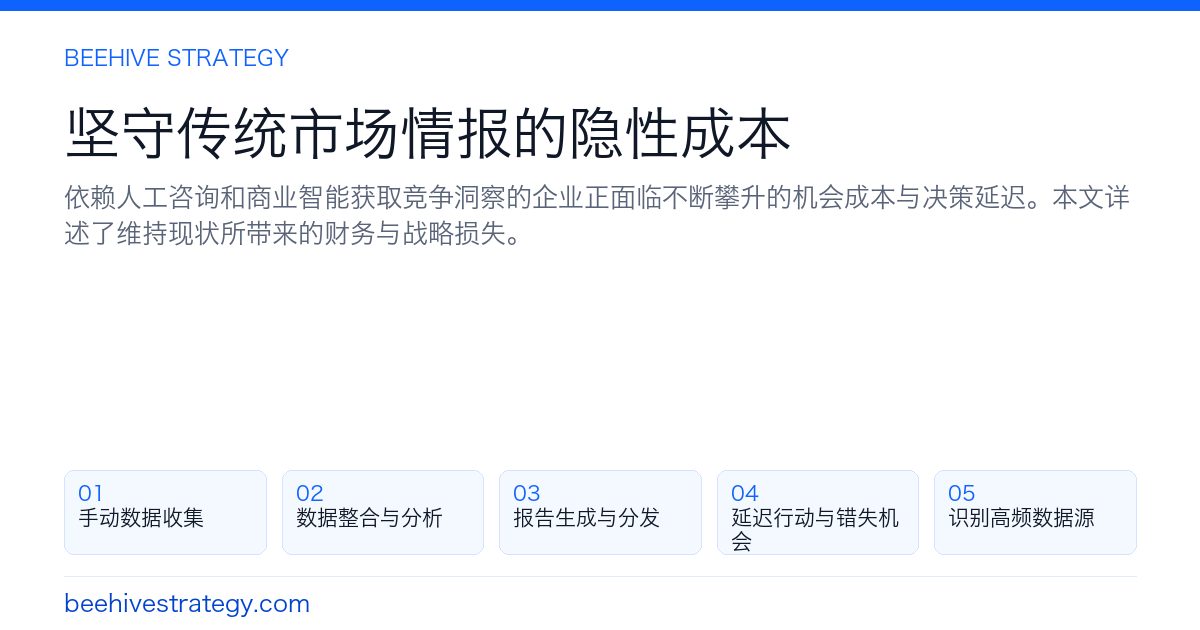 BEEHIVE STRATEGY
坚守传统市场情报的隐性成本
依赖人工咨询和商业智能获取竞争洞察的企业正面临不断攀升的机会成本与决策延迟。本文详
述了维持现状所带来的财务与战略损失。
01
手动数据收集
02
数据整合与分析
03
报告生成与分发
04
延迟行动与错失机
会
05
识别高频数据源
beehivestrategy.com